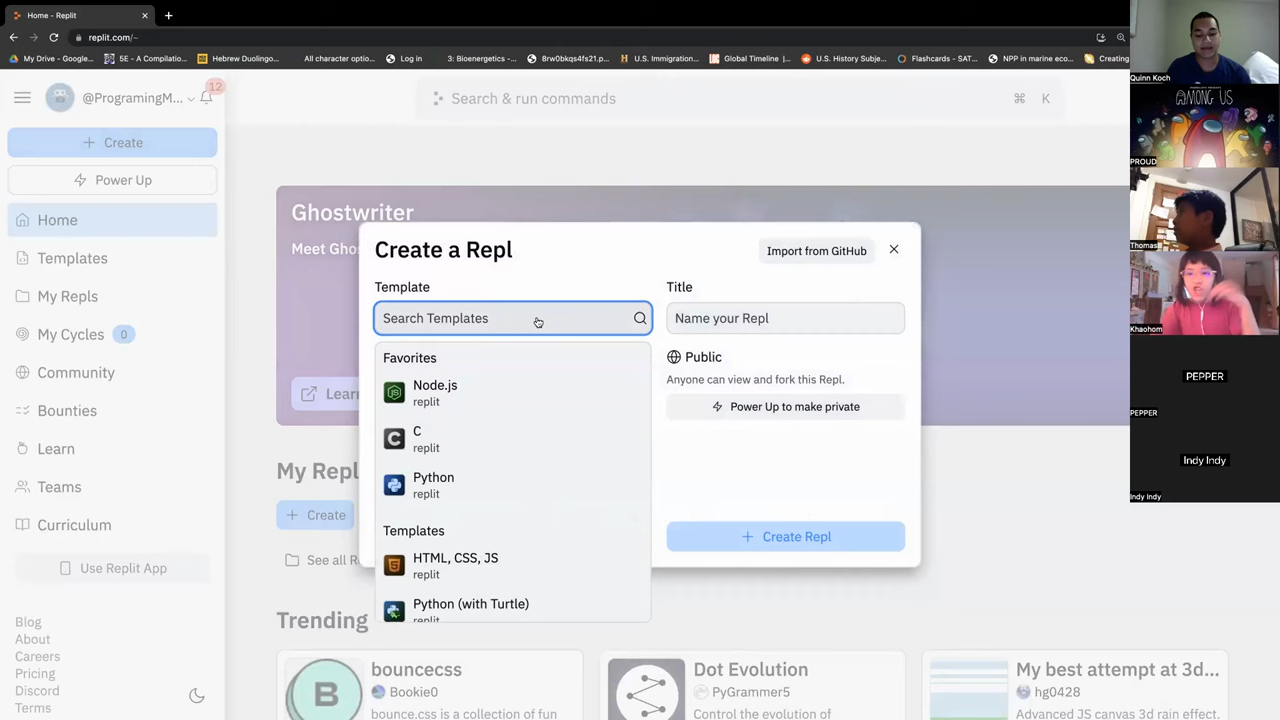 Home - Replit
replit.com/~
My Drive - Google...
5E - A Compilatio...
Hebrew Duolingo...
All character optio...
Log in
3: Bioenergetics -...
8rw0bkqs4fs21.p...
U.S. Immigration...
Global Timeline |...
U.S. History Subje...
Flashcards - SAT...
NPP in marine eco...
Creating
@ProgramingM...
12
Search & run commands
K
Create
Power Up
Home
Templates
My Repls
My Cycles
0
Community
Bounties
Learn
Teams
Curriculum
Use Replit App
Blog
About
Careers
Pricing
Discord
Terms
Ghostwriter
Meet Gho
Learn
My Repl
Create
See all R
Trending
Create a Repl
Import from GitHub
Template
Search Templates
Favorites
Node.js
replit
C
replit
Python
replit
Templates
HTML, CSS, JS
replit
Python (with Turtle)
replit
Title
Name your Repl
Public
Anyone can view and fork this Repl.
Power Up to make private
Create Repl
B
bouncecss
Bookie0
bounce.css is a collection of fun
Dot Evolution
PyGrammer5
Control the evolution of
My best attempt at 3d...
hg0428
Advanced JS canvas 3d rain effect.
Quinn Koch
AMONG US
PROUD
Thomas
Khaohom
PEPPER
PEPPER
Indy Indy
Indy Indy